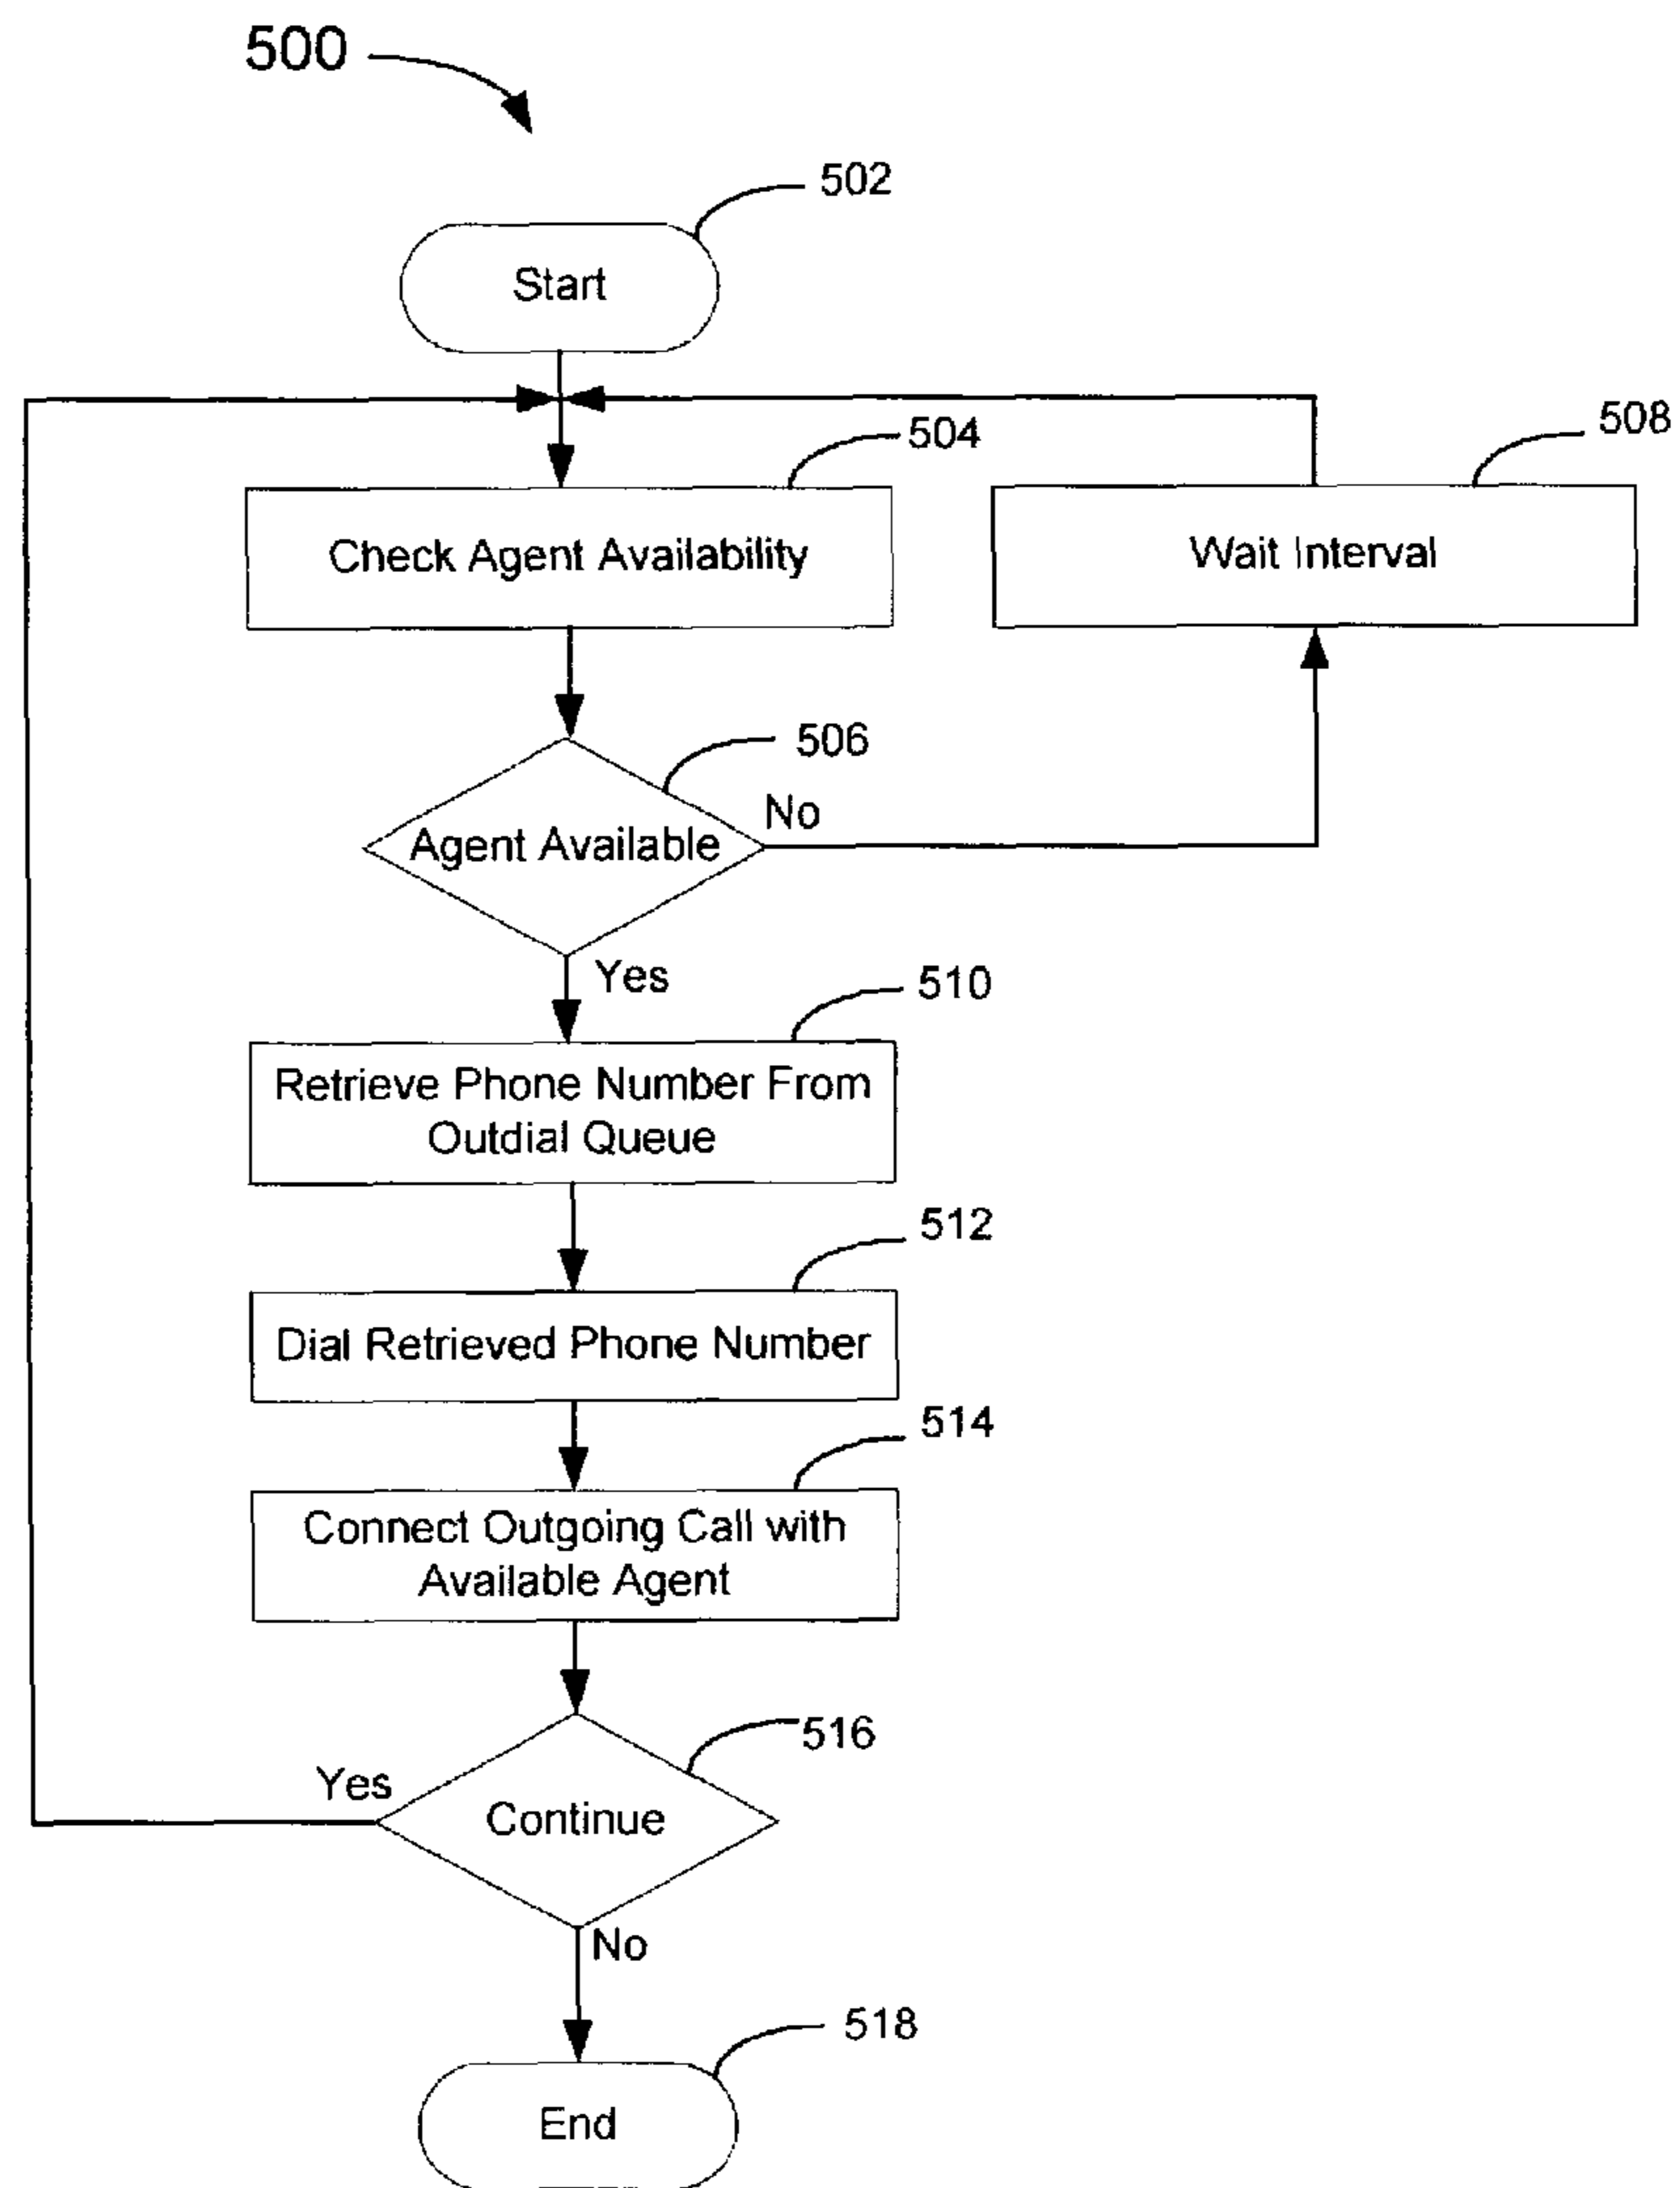 500
502
Start
504
508
Check Agent Availability
Wait Interval
506
Agent Available
No
Yes
510
Retrieve Phone Number From
Outdial Queue
512
Dial Retrieved Phone Number
514
Connect Outgoing Call with
Available Agent
516
Yes
Continue
No
518
End